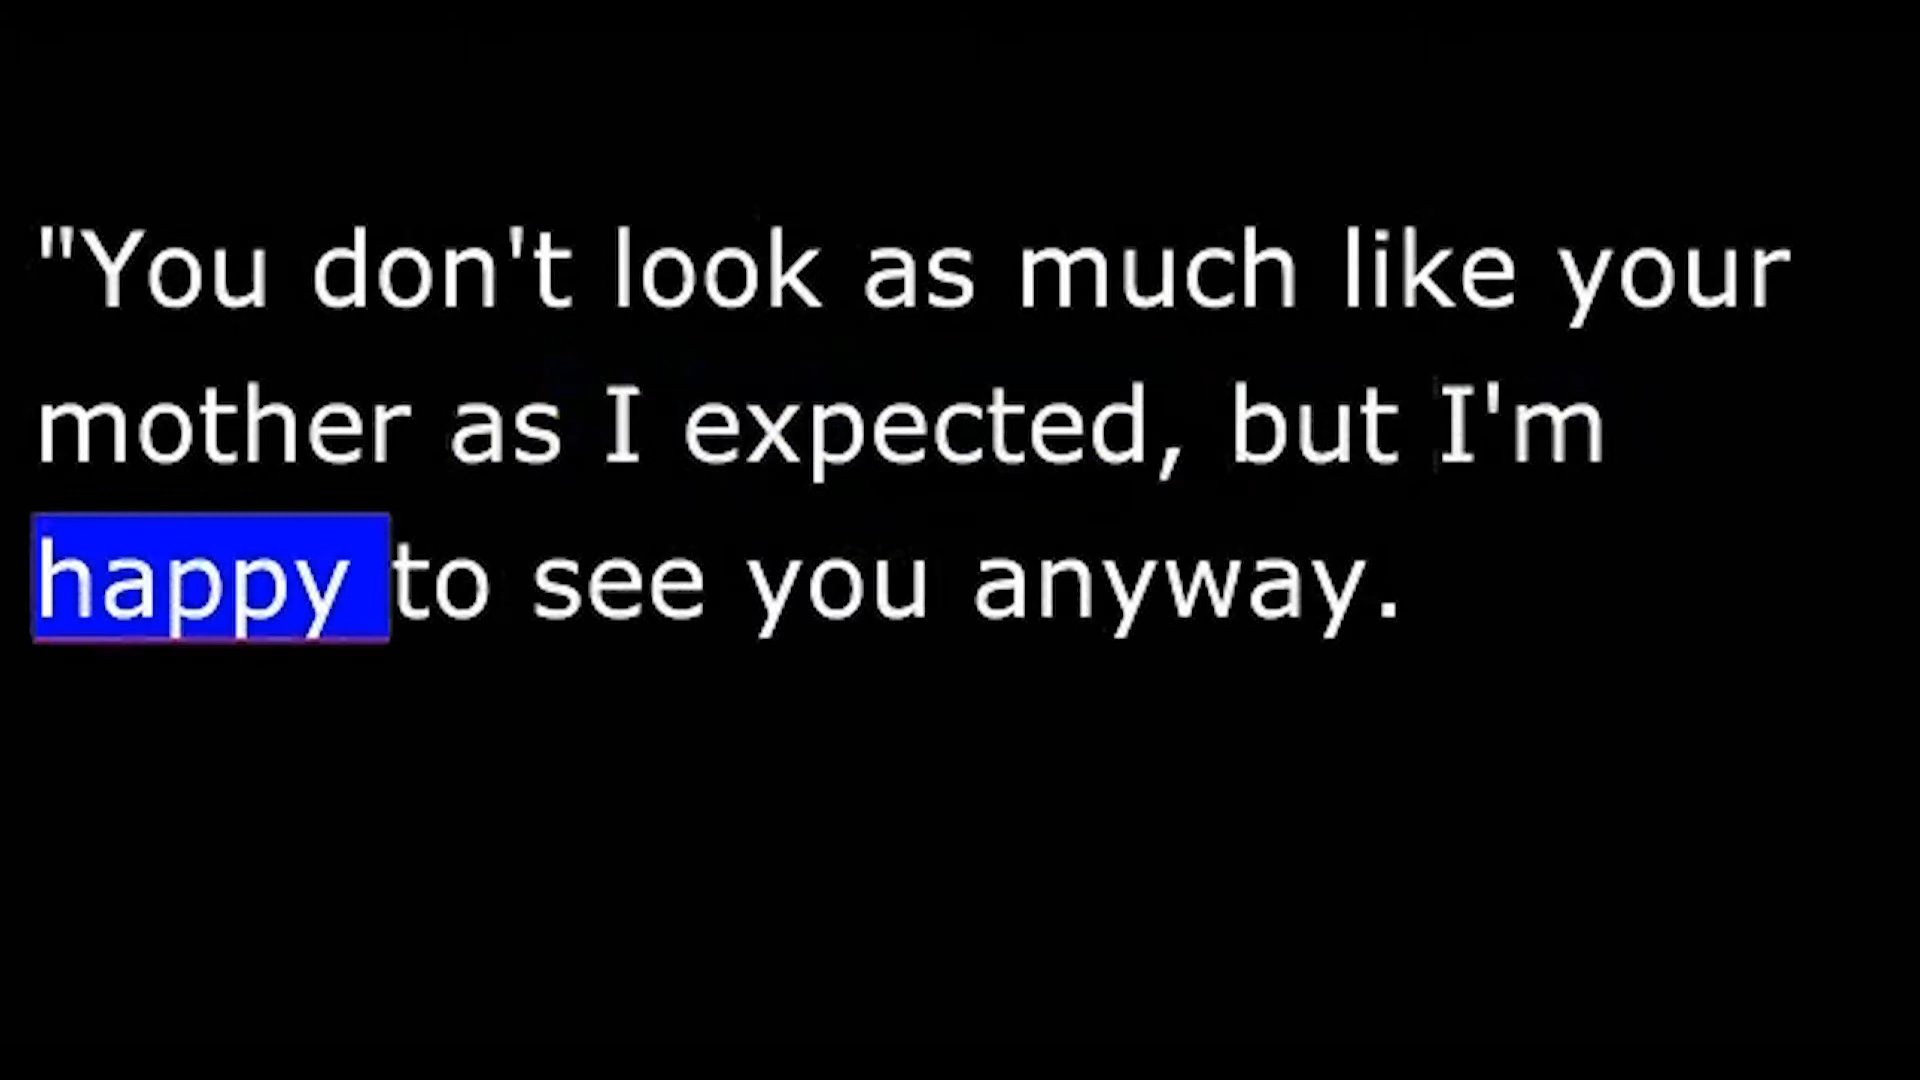 "You don't look as much like your
mother as I expected, but I'm
happy to see you anyway.